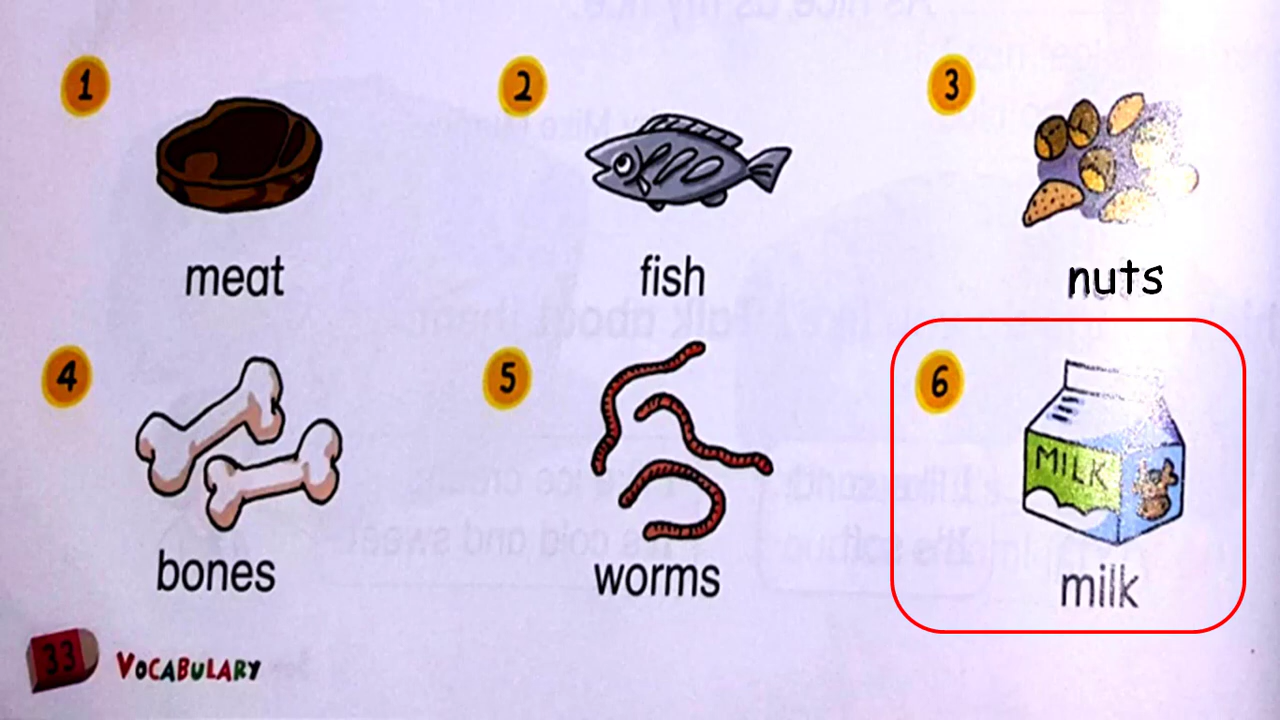 1
meat
2
fish
3
nuts
4
bones
5
worms
6
MILK
milk
33 VOCABULARY